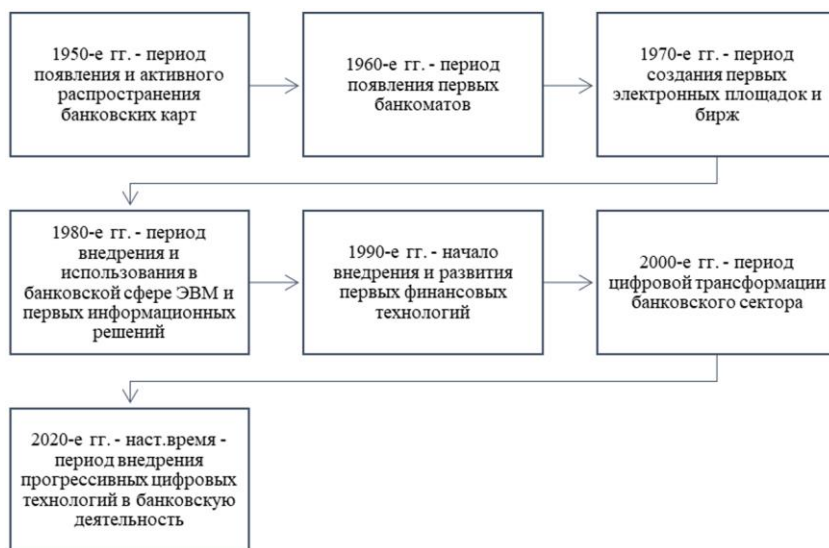 1950-е гг. - период
появления и активного
распространения
банковских карт
1960-е гг. - период
появления первых
банкоматов
1970-е гг. - период
создания первых
электронных площадок и
бирж
1980-е гг. - период
внедрения и
использования в
банковской сфере ЭВМ и
первых информационных
решений
1990-е гг. - начало
внедрения и развития
первых финансовых
технологий
2000-е гг. - период
цифровой трансформации
банковского сектора
2020-е гг. - наст.время -
период внедрения
прогрессивных цифровых
технологий в банковскую
деятельность